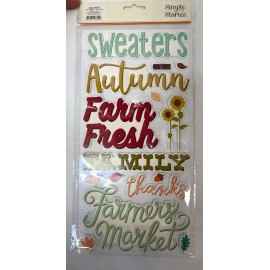 Simple
Stories
sweaters
Autumn
Farm
Fresh
FAMILY
thanks
Farmers
Market